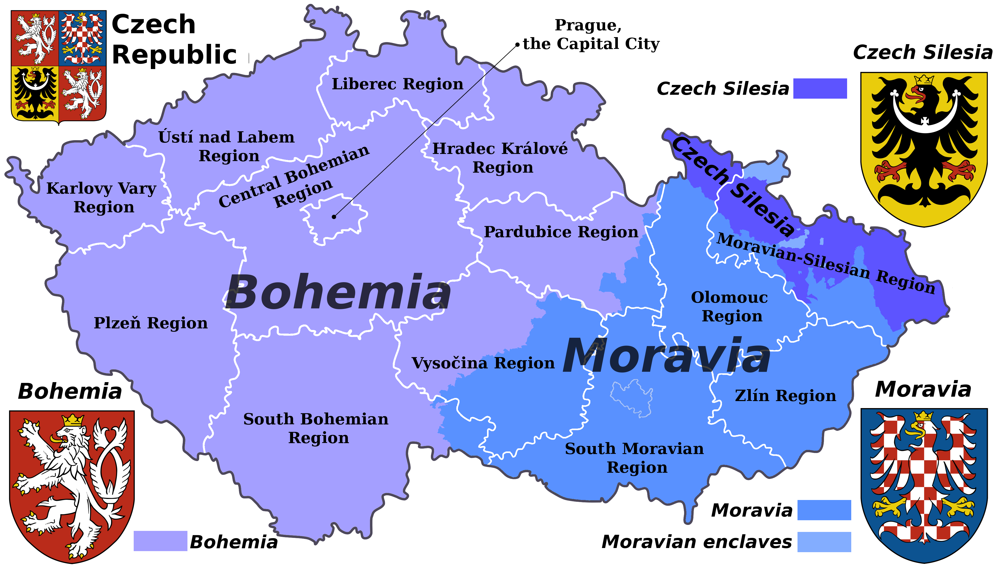 Czech
Republic
Prague,
the Capital City
Czech Silesia
Czech Silesia
Liberec Region
Ústí nad Labem
Region
Hradec Králové
Region
Central Bohemian
Region
Karlovy Vary
Region
Czech Silesia
Pardubice Region
Moravian-Silesian Region
Bohemia
Olomouc
Region
Plzeň Region
Moravia
Vysočina Region
Bohemia
Zlín Region
Moravia
South Bohemian
Region
South Moravian
Region
Moravia
Bohemia
Moravian enclaves